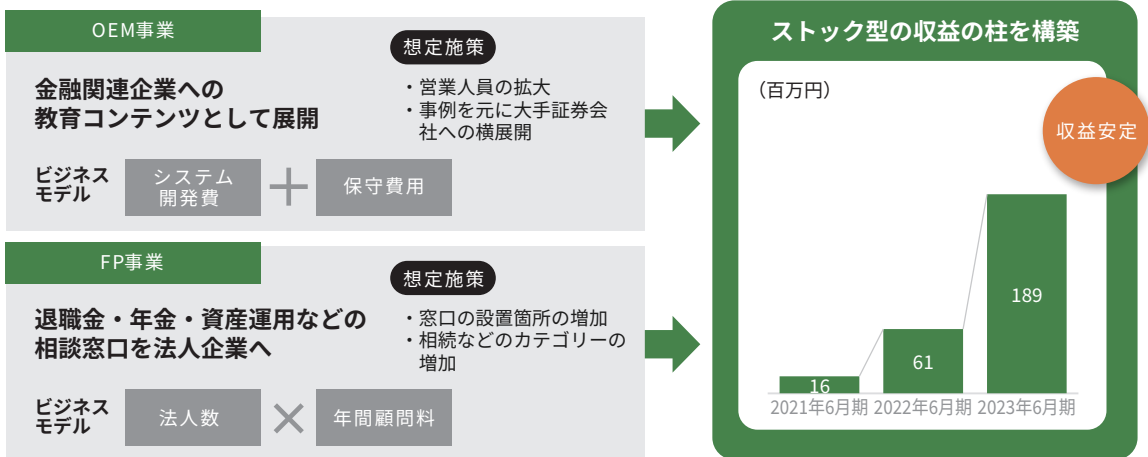 OEM事業
金融関連企業への
教育コンテンツとして展開
想定施策
・営業人員の拡大
・事例を元に大手証券会
社への横展開
ビジネス
モデル
システム
開発費
＋
保守費用
FP事業
退職金・年金・資産運用などの
相談窓口を法人企業へ
想定施策
・窓口の設置箇所の増加
・相続などのカテゴリーの
増加
ビジネス
モデル
法人数
×
年間顧問料
ストック型の収益の柱を構築
（百万円）
収益安定
16
61
189
2021年6月期
2022年6月期
2023年6月期